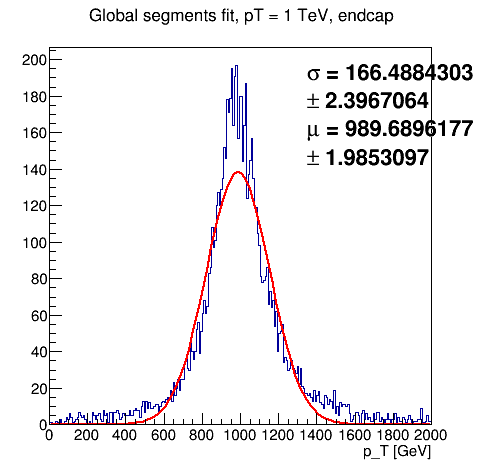 Global segments fit, pT = 1 TeV, endcap
σ = 166.4884303
± 2.3967064
μ = 989.6896177
± 1.9853097
200
180
160
140
120
100
80
60
40
20
0
0 200 400 600 800 1000 1200 1400 1600 1800 2000
p_T [GeV]